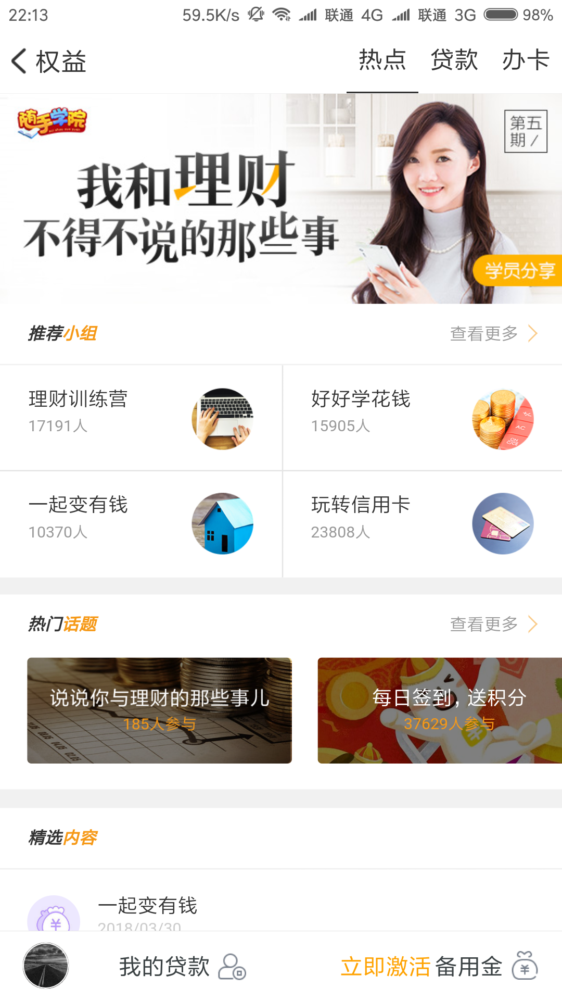 22:13 59.5K/s 联通 4G 联通 3G 98%
权益 热点 贷款 办卡
随手学院
第五期/
我和理财
不得不说的那些事
学员分享
推荐小组 查看更多
理财训练营
17191人
好好学花钱
15905人
一起变有钱
10370人
玩转信用卡
23808人
热门话题 查看更多
说说你与理财的那些事儿
185人参与
每日签到，送积分
37629人参与
精选内容
一起变有钱
2018/03/30
我的贷款 立即激活备用金